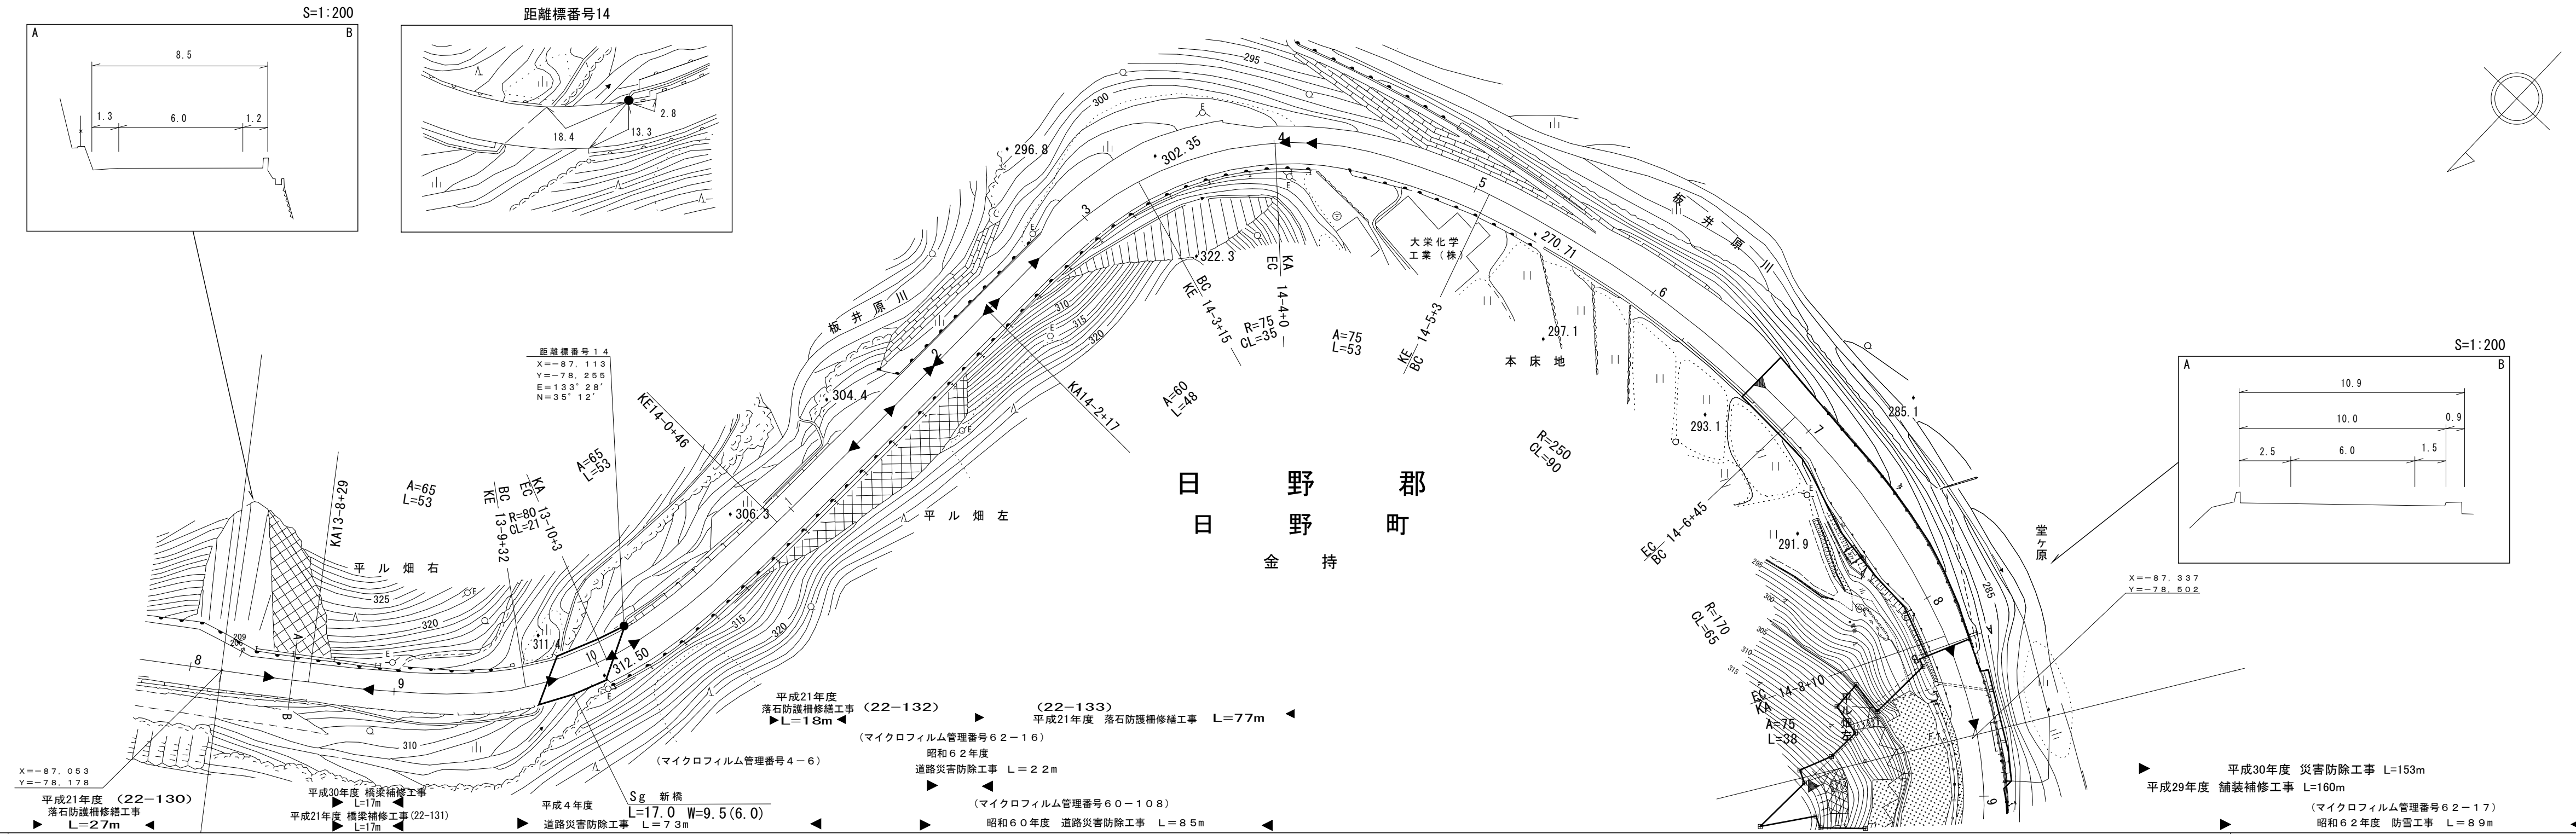 S=1:200
A
B
8.5
1.3
6.0
1.2
距離標番号14
18.4
13.3
2.8
295
300
296.8
302.35
4
5
3
板井原川
322.3
大栄化学
工業(株)
270.71
6
297.1
本床地
板井原川
KA
EC
14-4+0
BC
KE
14-3+15
R=75
CL=35
A=75
L=53
KE
BC
14-5+3
310
315
320
2
304.4
KA14-2+17
A=60
L=48
距離標番号14
X=-87.113
Y=-78.255
E=133°28′
N=35°12′
KE14-0+46
A=65
L=53
306.3
1
平ル畑左
日野郡
日野町
金持
R=250
CL=90
293.1
7
285.1
S=1:200
A
B
10.9
10.0
0.9
2.5
6.0
1.5
堂ヶ原
EC
BC
14-6+45
291.9
295
300
305
310
315
R=170
CL=65
8
285
X=-87.337
Y=-78.502
A
B
EC
KA
14-8+10
A=75
L=38
平ル畑左
9
KA13-8+29
A=65
L=53
BC
KE
13-9+32
KA
EC
13-10+3
R=80
CL=21
平ル畑右
325
320
209
208
8
A
B
9
10
311.4
312.50
315
320
310
X=-87.053
Y=-78.178
平成21年度 (22-130)
落石防護柵修繕工事
L=27m
平成30年度 橋梁補修工事
L=17m
平成21年度 橋梁補修工事(22-131)
L=17m
平成4年度
道路災害防除工事 L=73m
Sg 新橋
L=17.0 W=9.5(6.0)
(マイクロフィルム管理番号4-6)
平成21年度
落石防護柵修繕工事 (22-132)
L=18m
(22-133)
平成21年度 落石防護柵修繕工事 L=77m
(マイクロフィルム管理番号62-16)
昭和62年度
道路災害防除工事 L=22m
(マイクロフィルム管理番号60-108)
昭和60年度 道路災害防除工事 L=85m
平成30年度 災害防除工事 L=153m
平成29年度 舗装補修工事 L=160m
(マイクロフィルム管理番号62-17)
昭和62年度 防雪工事 L=89m